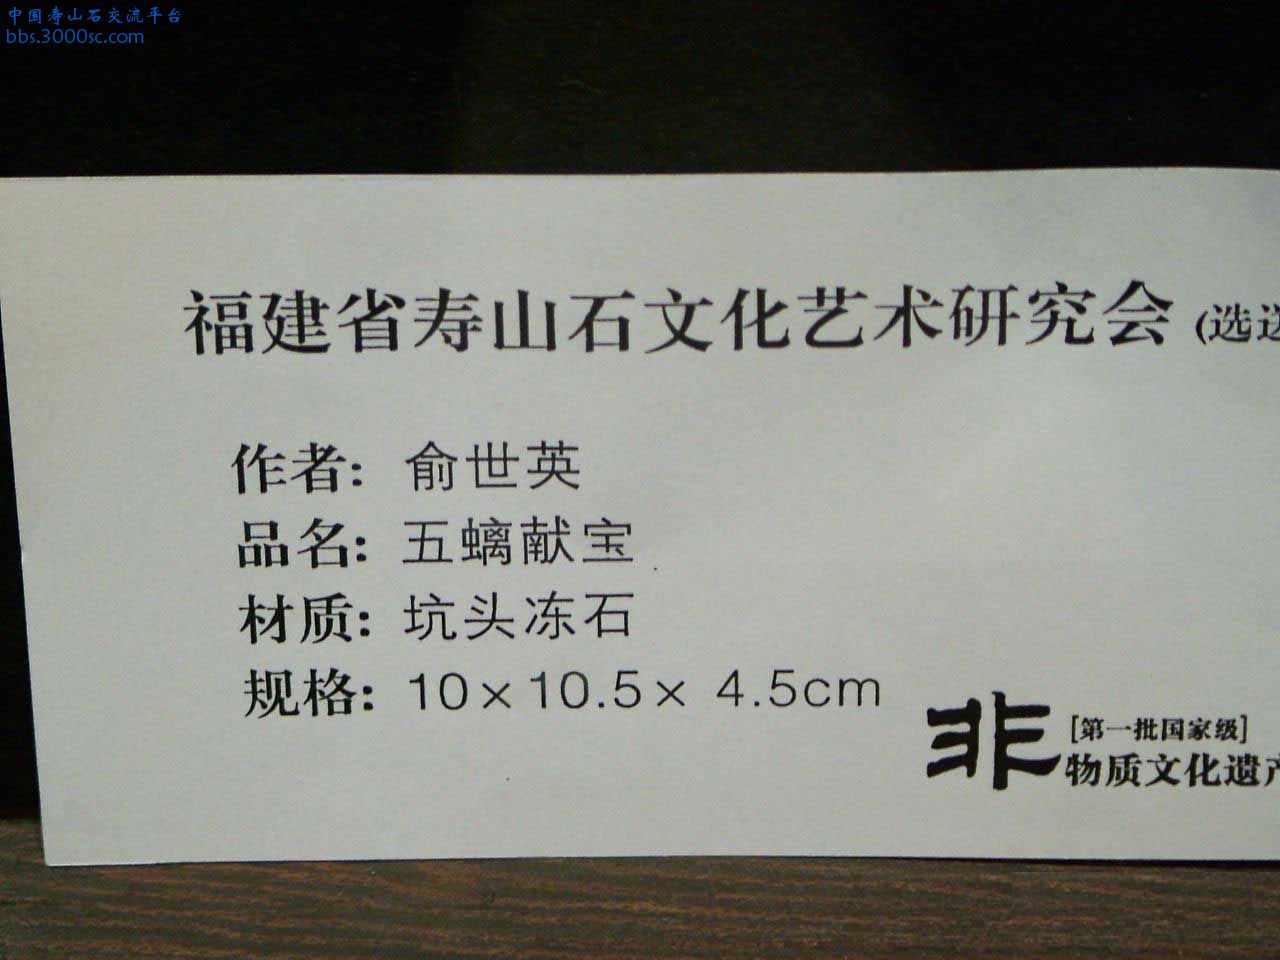 中国寿山石交流平台
bbs.3000sc.com
福建省寿山石文化艺术研究会 (选送
作者: 俞世英
品名: 五螭献宝
材质: 坑头冻石
规格: 10×10.5× 4.5cm
非
[第一批国家级]
物质文化遗产